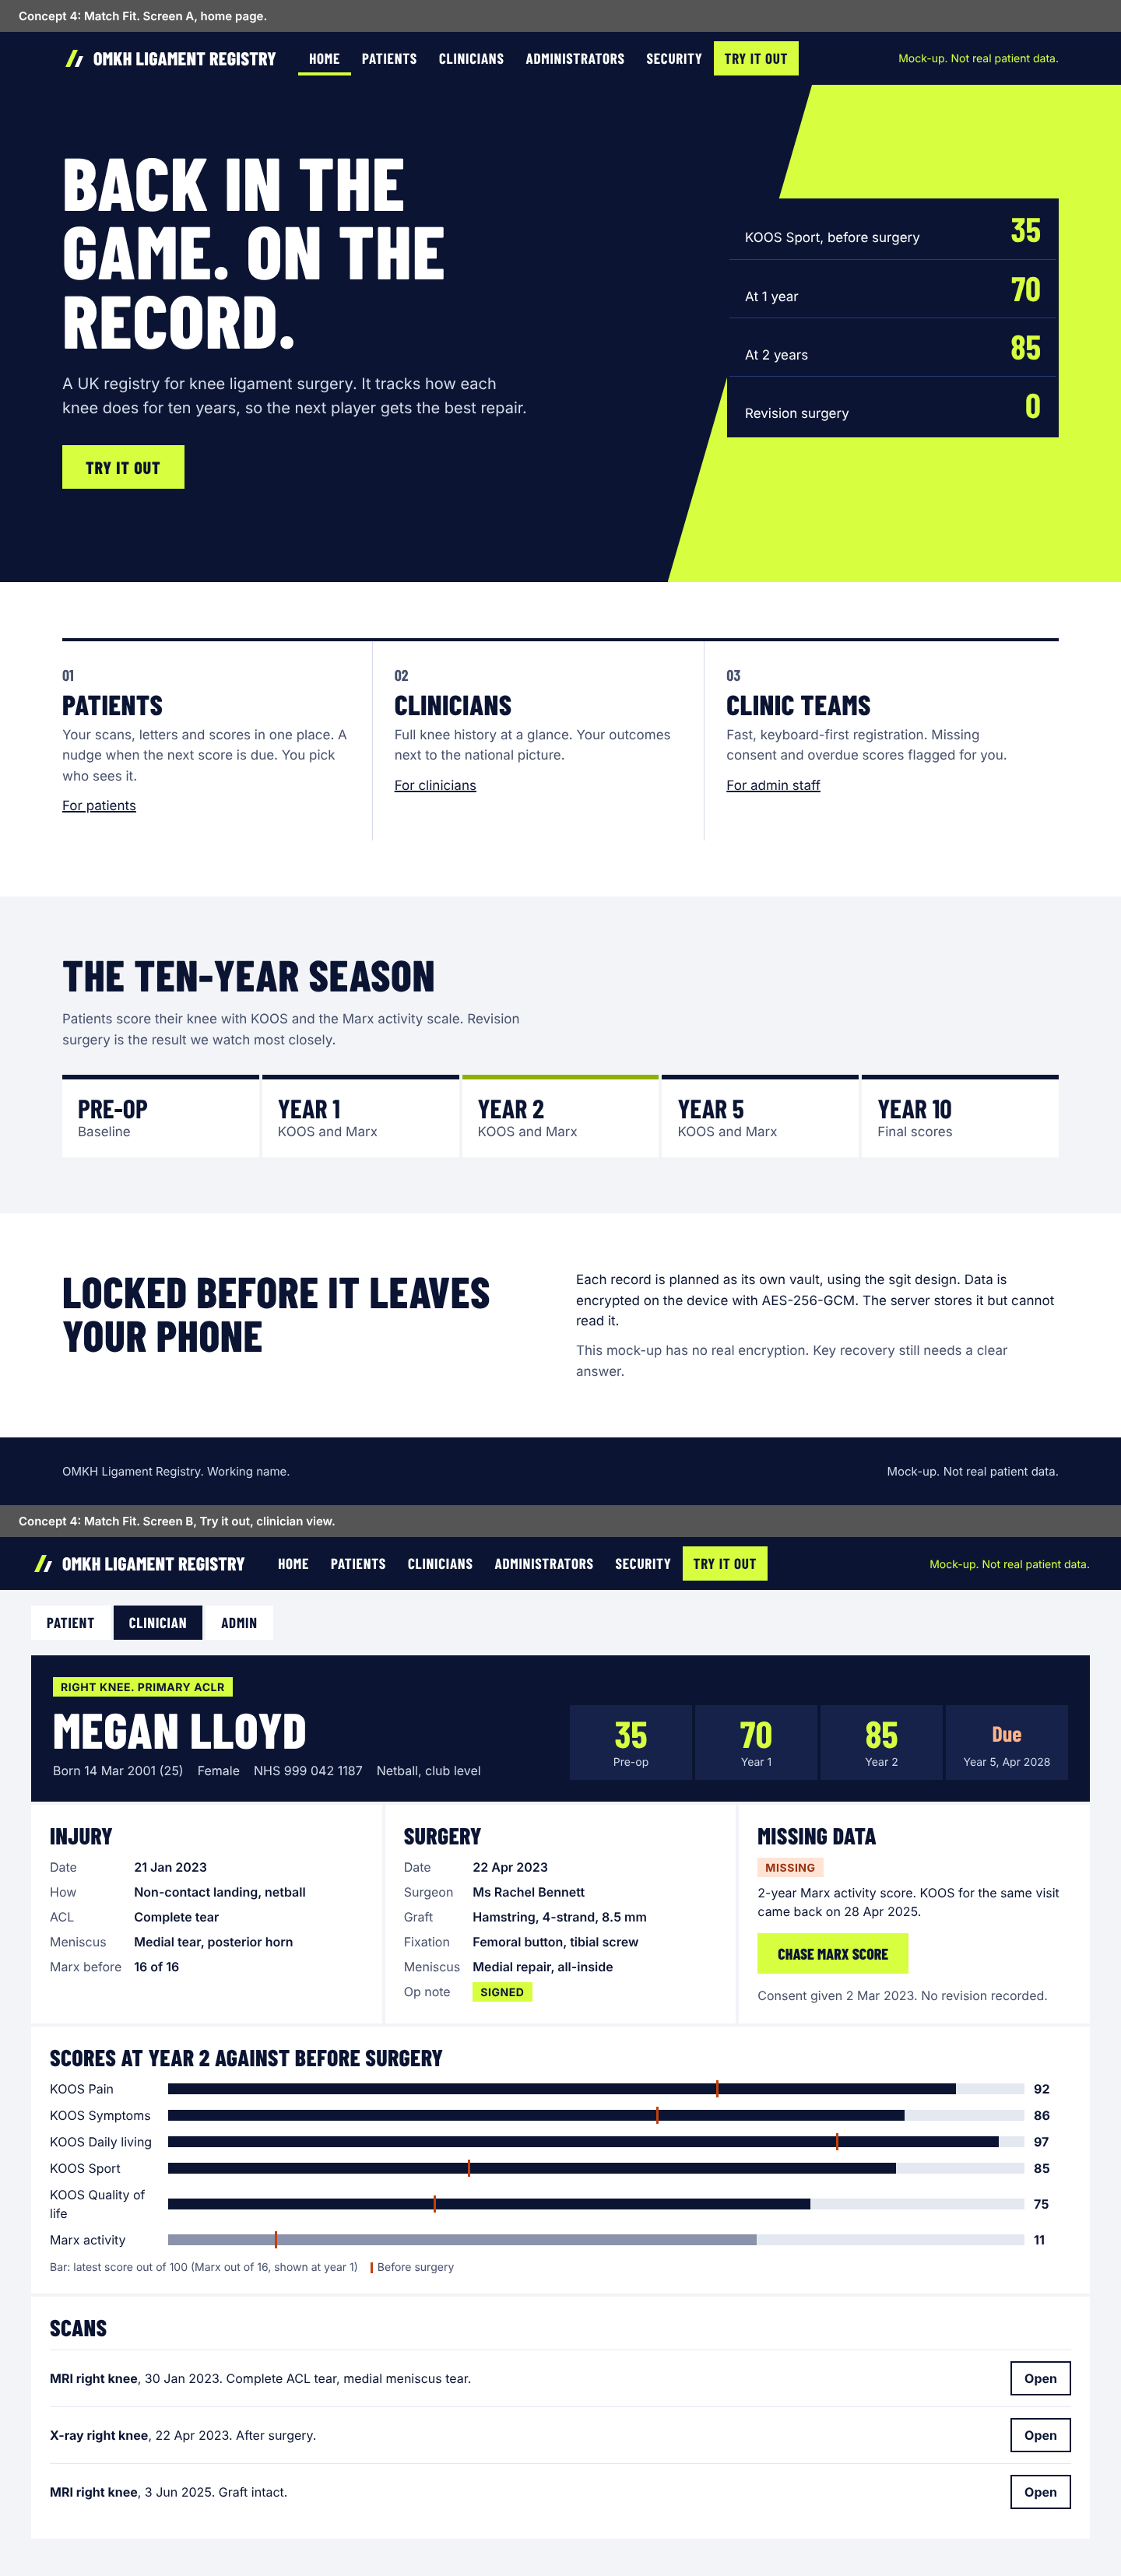 Concept 4: Match Fit. Screen A, home page.
OMKH LIGAMENT REGISTRY
HOME
PATIENTS
CLINICIANS
ADMINISTRATORS
SECURITY
TRY IT OUT
Mock-up. Not real patient data.
BACK IN THE
GAME. ON THE
RECORD.
A UK registry for knee ligament surgery. It tracks how each
knee does for ten years, so the next player gets the best repair.
TRY IT OUT
KOOS Sport, before surgery 35
At 1 year 70
At 2 years 85
Revision surgery 0
01
PATIENTS
Your scans, letters and scores in one place. A
nudge when the next score is due. You pick
who sees it.
For patients
02
CLINICIANS
Full knee history at a glance. Your outcomes
next to the national picture.
For clinicians
03
CLINIC TEAMS
Fast, keyboard-first registration. Missing
consent and overdue scores flagged for you.
For admin staff
THE TEN-YEAR SEASON
Patients score their knee with KOOS and the Marx activity scale. Revision
surgery is the result we watch most closely.
PRE-OP
Baseline
YEAR 1
KOOS and Marx
YEAR 2
KOOS and Marx
YEAR 5
KOOS and Marx
YEAR 10
Final scores
LOCKED BEFORE IT LEAVES
YOUR PHONE
Each record is planned as its own vault, using the sgit design. Data is
encrypted on the device with AES-256-GCM. The server stores it but cannot
read it.
This mock-up has no real encryption. Key recovery still needs a clear
answer.
OMKH Ligament Registry. Working name.
Mock-up. Not real patient data.
Concept 4: Match Fit. Screen B, Try it out, clinician view.
OMKH LIGAMENT REGISTRY
HOME
PATIENTS
CLINICIANS
ADMINISTRATORS
SECURITY
TRY IT OUT
Mock-up. Not real patient data.
PATIENT
CLINICIAN
ADMIN
RIGHT KNEE. PRIMARY ACLR
MEGAN LLOYD
Born 14 Mar 2001 (25) Female NHS 999 042 1187 Netball, club level
35
Pre-op
70
Year 1
85
Year 2
Due
Year 5, Apr 2028
INJURY
Date 21 Jan 2023
How Non-contact landing, netball
ACL Complete tear
Meniscus Medial tear, posterior horn
Marx before 16 of 16
SURGERY
Date 22 Apr 2023
Surgeon Ms Rachel Bennett
Graft Hamstring, 4-strand, 8.5 mm
Fixation Femoral button, tibial screw
Meniscus Medial repair, all-inside
Op note SIGNED
MISSING DATA
MISSING
2-year Marx activity score. KOOS for the same visit
came back on 28 Apr 2025.
CHASE MARX SCORE
Consent given 2 Mar 2023. No revision recorded.
SCORES AT YEAR 2 AGAINST BEFORE SURGERY
KOOS Pain 92
KOOS Symptoms 86
KOOS Daily living 97
KOOS Sport 85
KOOS Quality of
life 75
Marx activity 11
Bar: latest score out of 100 (Marx out of 16, shown at year 1) Before surgery
SCANS
MRI right knee, 30 Jan 2023. Complete ACL tear, medial meniscus tear.
Open
X-ray right knee, 22 Apr 2023. After surgery.
Open
MRI right knee, 3 Jun 2025. Graft intact.
Open